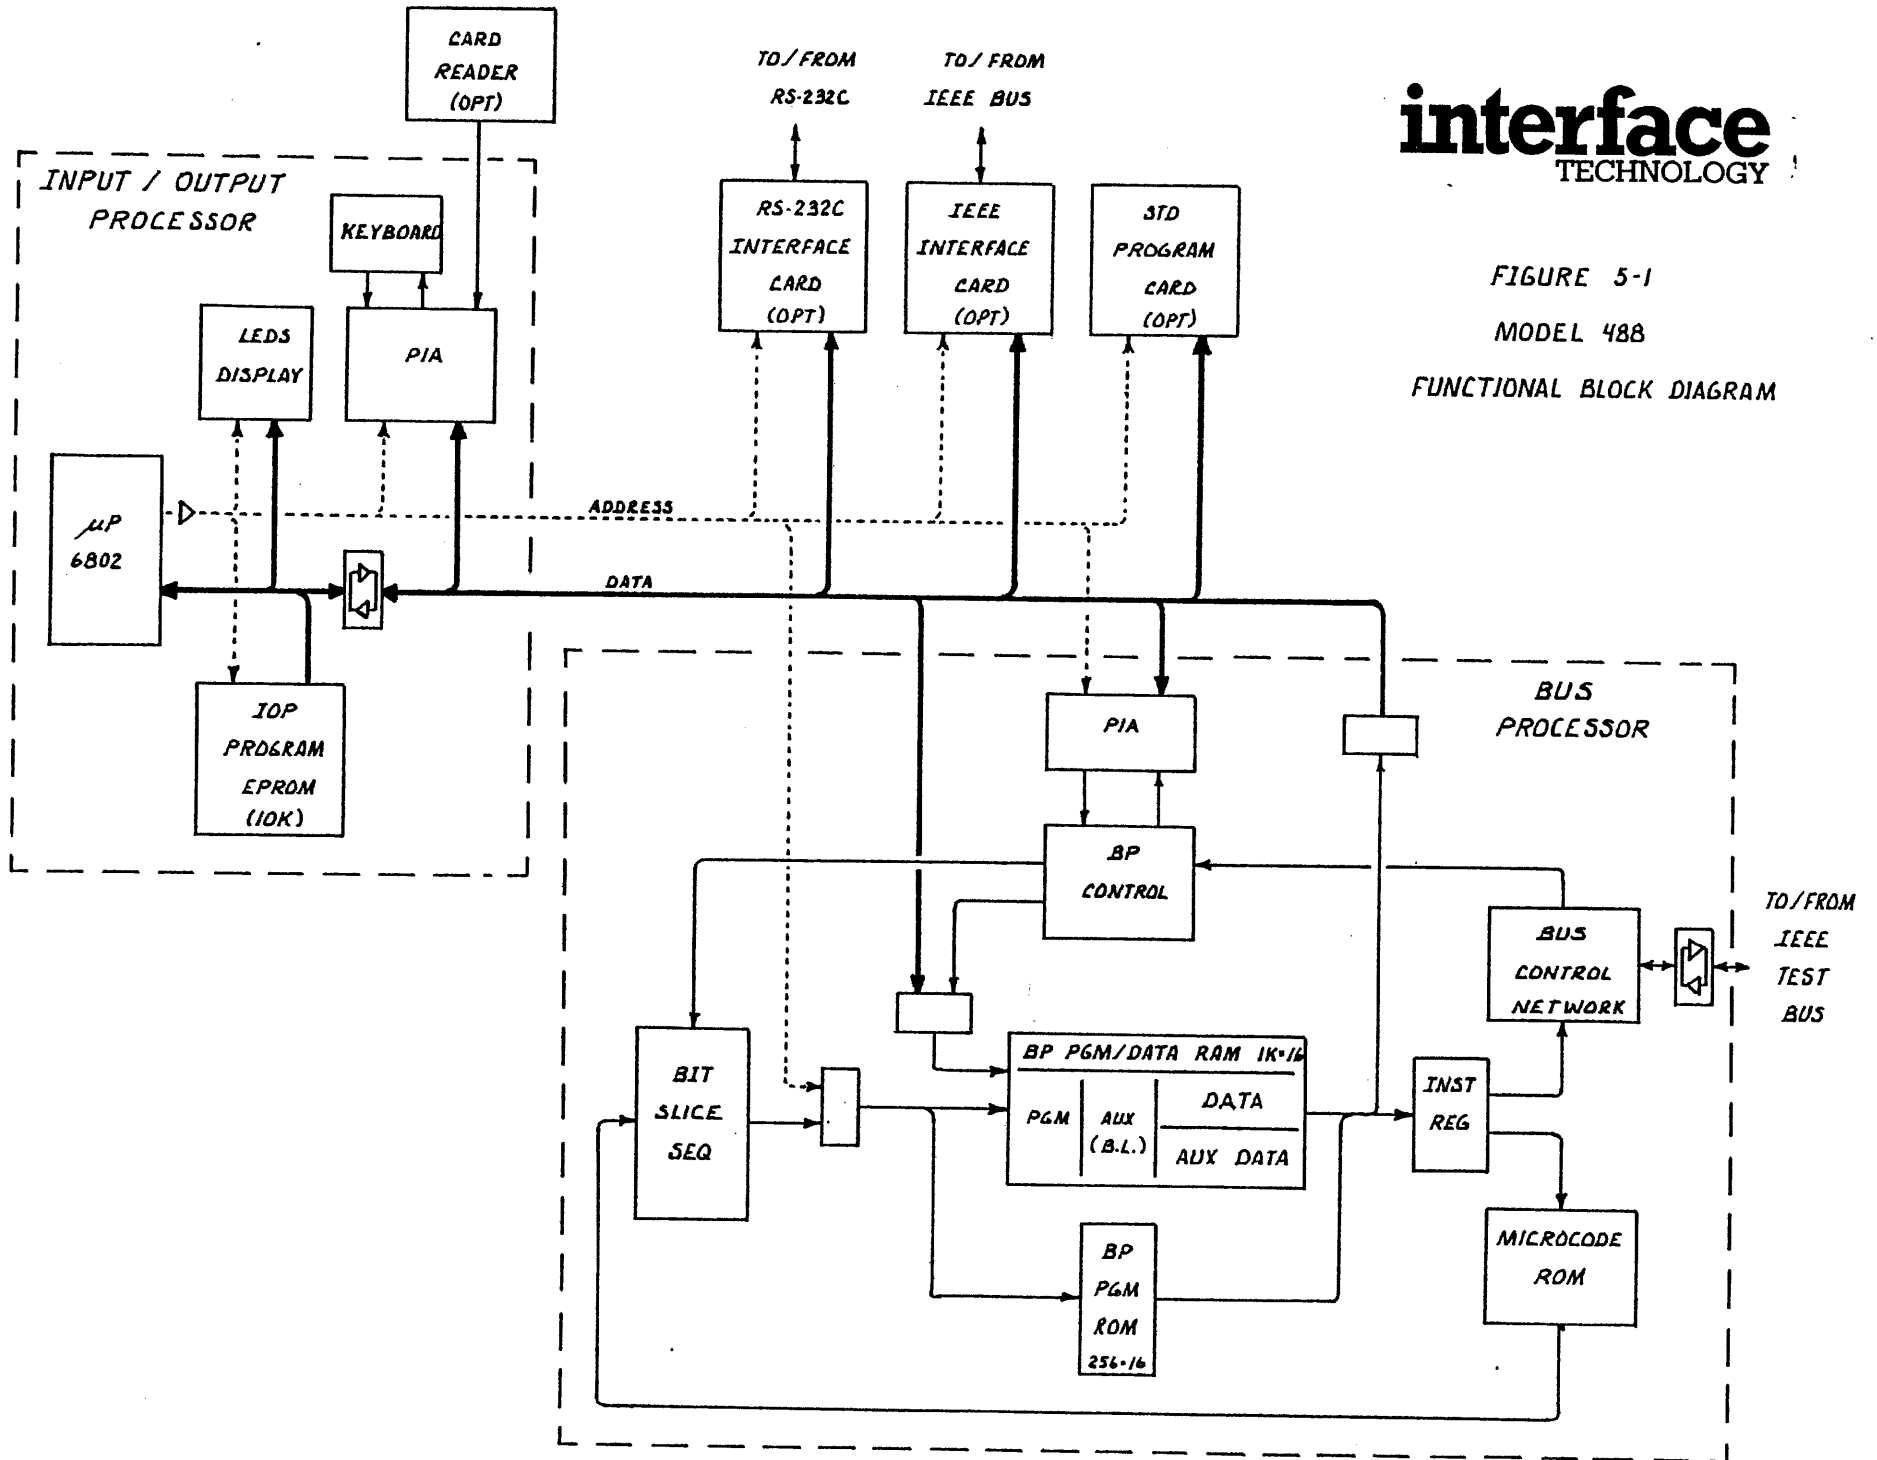 CARD
READER
(OPT)
TO/FROM
RS-232C
TO/FROM
IEEE BUS
interface
TECHNOLOGY
INPUT / OUTPUT
PROCESSOR
KEYBOARD
RS-232C
INTERFACE
CARD
(OPT)
IEEE
INTERFACE
CARD
(OPT)
STD
PROGRAM
CARD
(OPT)
FIGURE 5-1
MODEL 488
FUNCTIONAL BLOCK DIAGRAM
LEDS
DISPLAY
PIA
µP
6802
ADDRESS
DATA
IOP
PROGRAM
EPROM
(10K)
BUS
PROCESSOR
PIA
BP
CONTROL
BUS
CONTROL
NETWORK
TO/FROM
IEEE
TEST
BUS
BIT
SLICE
SEQ
BP PGM/DATA RAM 1K×16
PGM
AUX
(B.L.)
DATA
AUX DATA
INST
REG
BP
PGM
ROM
256×16
MICROCODE
ROM